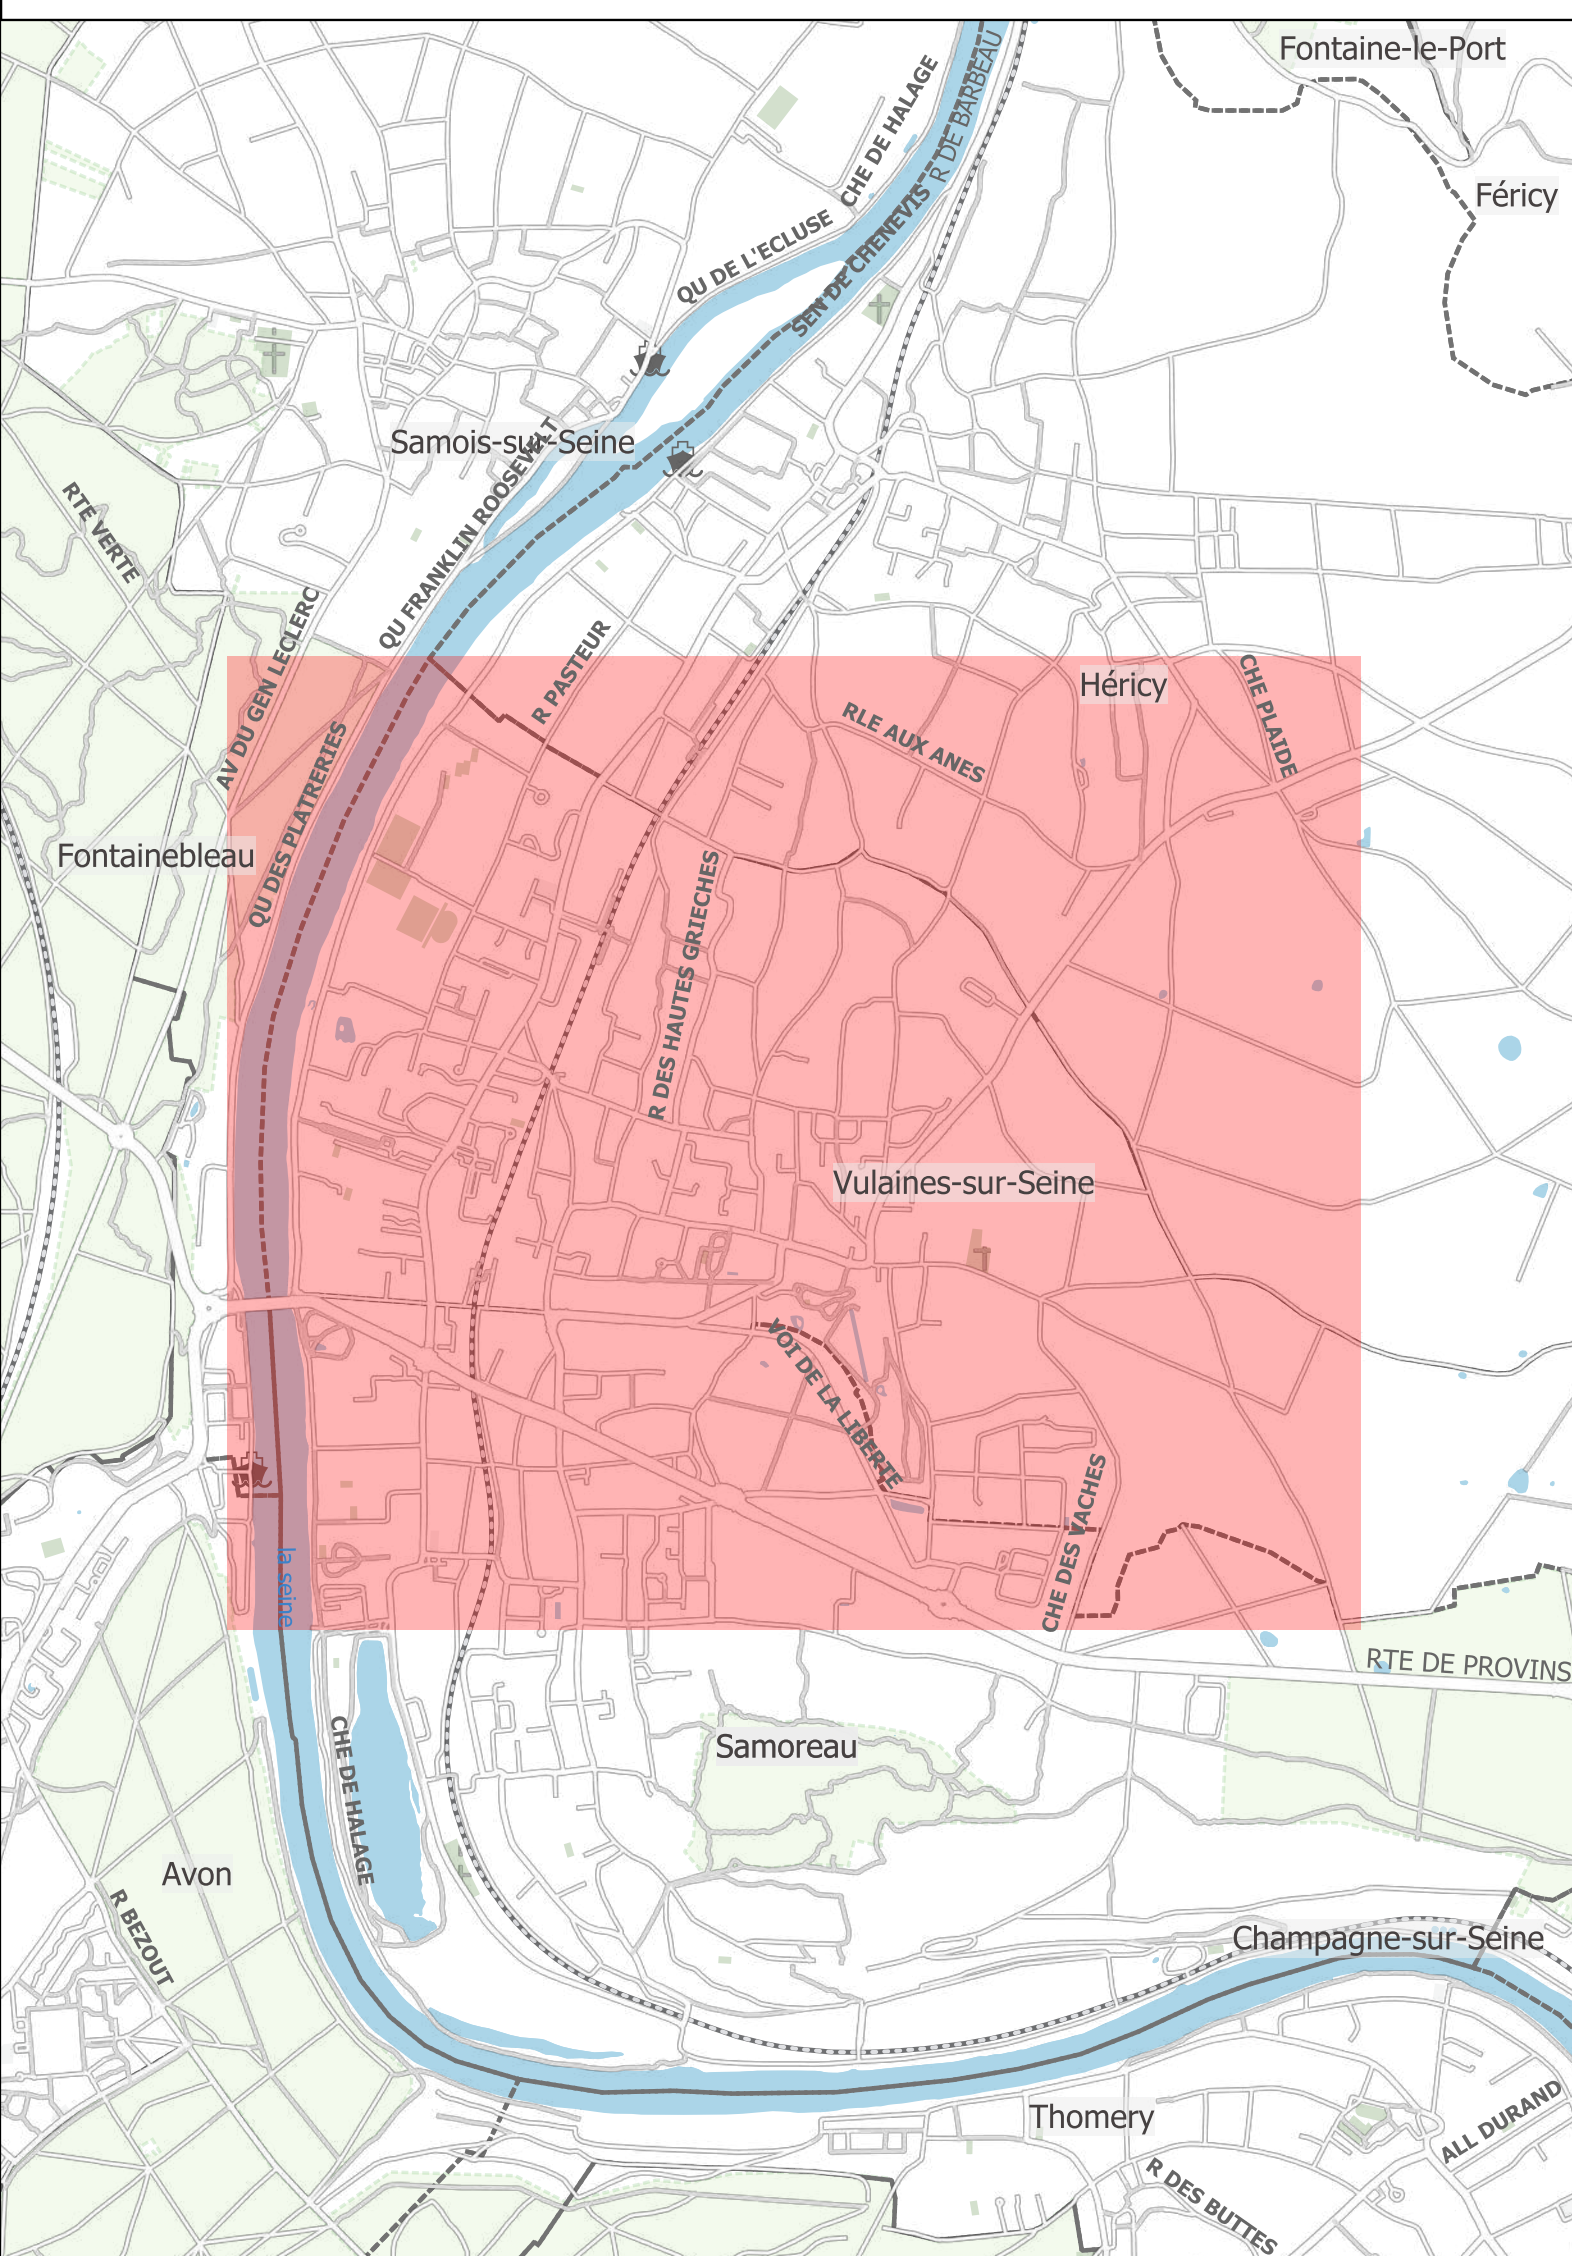 Fontaine-le-Port
R DE BARBEAU
CHE DE HALAGE
Féricy
SEN DE CHENEVIS
QU DE L'ECLUSE
Samois-sur-Seine
QU FRANKLIN ROOSEVELT
RTE VERTE
AV DU GEN LECLERC
R PASTEUR
Héricy
CHE PLAIDE
RLE AUX ANES
QU DES PLATRERIES
Fontainebleau
R DES HAUTES GRIECHES
Vulaines-sur-Seine
VOI DE LA LIBERTE
CHE DES VACHES
la seine
RTE DE PROVINS
CHE DE HALAGE
Samoreau
Avon
R BEZOUT
Champagne-sur-Seine
Thomery
ALL DURAND
R DES BUTTES